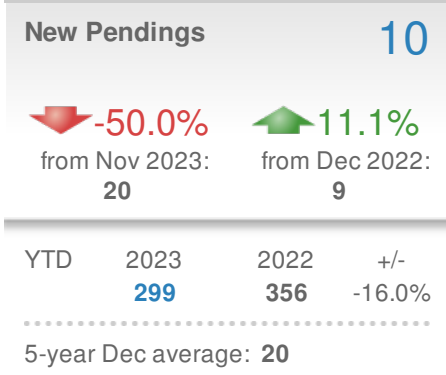 New Pendings 10
-50.0% 11.1%
from Nov 2023: from Dec 2022:
20 9
YTD 2023 2022 +/-
299 356 -16.0%
5-year Dec average: 20